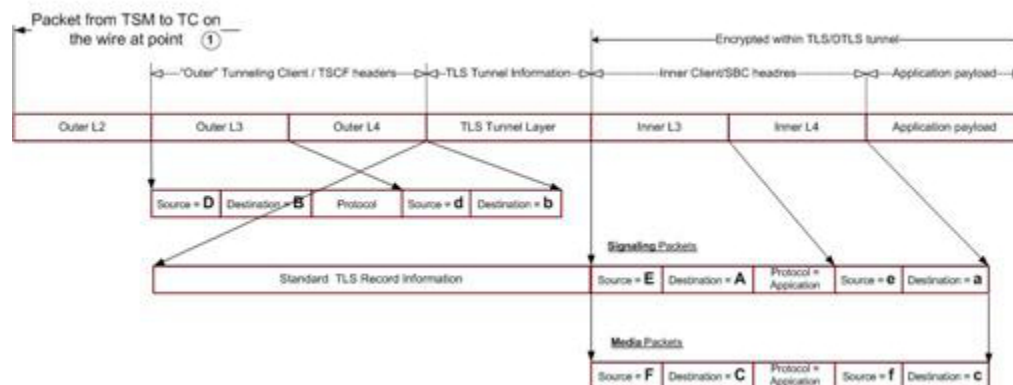 Packet from TSM to TC on
the wire at point 1
Encrypted within TLS/DTLS tunnel
"Outer" Tunneling Client / TSCF headers
TLS Tunnel Information
Inner Client/SBC headres
Application payload
Outer L2
Outer L3
Outer L4
TLS Tunnel Layer
Inner L3
Inner L4
Application payload
Source = D
Destination = B
Protocol
Source = d
Destination = b
Signaling Packets
Standard TLS Record Information
Source = E
Destination = A
Protocol =
Appication
Source = e
Destination = a
Media Packets
Source = F
Destination = C
Protocol =
Appication
Source = f
Destination = c